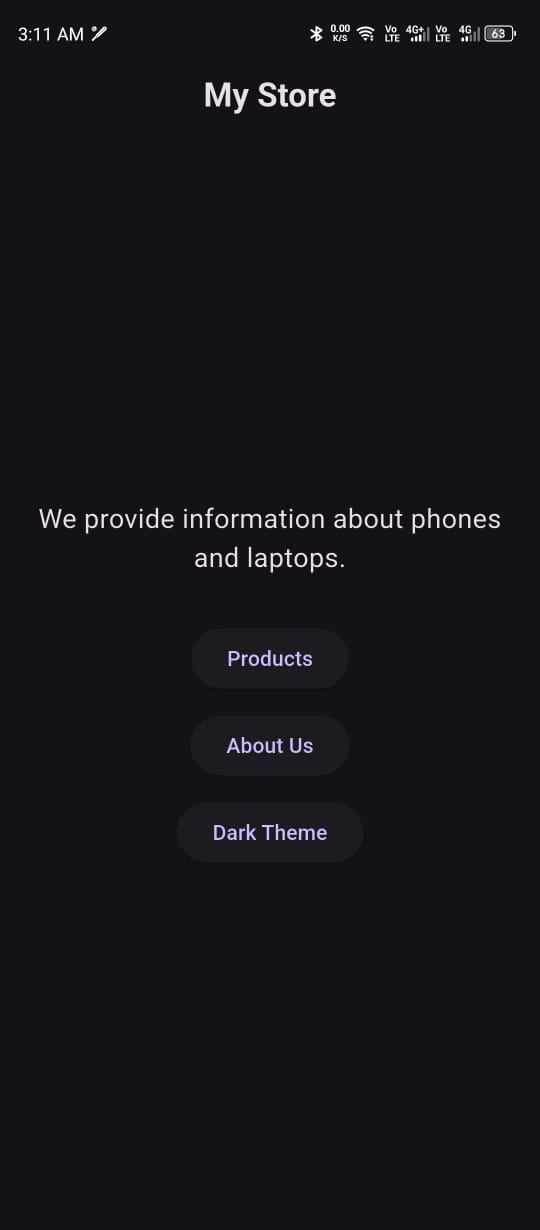 3:11 AM
0.00 K/S Vo LTE 4G+ Vo LTE 4G 63
My Store
We provide information about phones
and laptops.
Products
About Us
Dark Theme